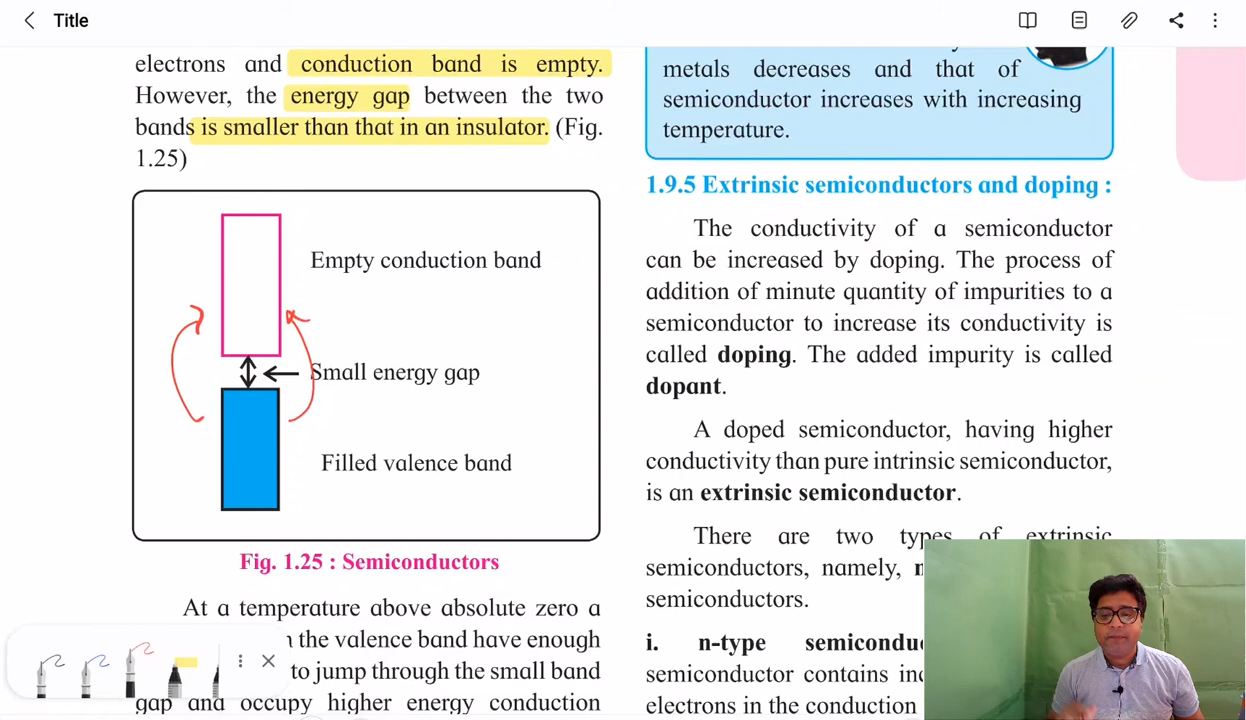 Title
electrons and conduction band is empty.
However, the energy gap between the two
bands is smaller than that in an insulator. (Fig.
1.25)
Empty conduction band
Small energy gap
Filled valence band
Fig. 1.25 : Semiconductors
At a temperature above absolute zero a
the valence band have enough
to jump through the small band
gap and occupy higher energy conduction
metals decreases and that of
semiconductor increases with increasing
temperature.
1.9.5 Extrinsic semiconductors and doping :
The conductivity of a semiconductor
can be increased by doping. The process of
addition of minute quantity of impurities to a
semiconductor to increase its conductivity is
called doping. The added impurity is called
dopant.
A doped semiconductor, having higher
conductivity than pure intrinsic semiconductor,
is an extrinsic semiconductor.
There are two types of extrinsic
semiconductors, namely,
semiconductors.
i. n-type
semiconductor contains
electrons in the conduction